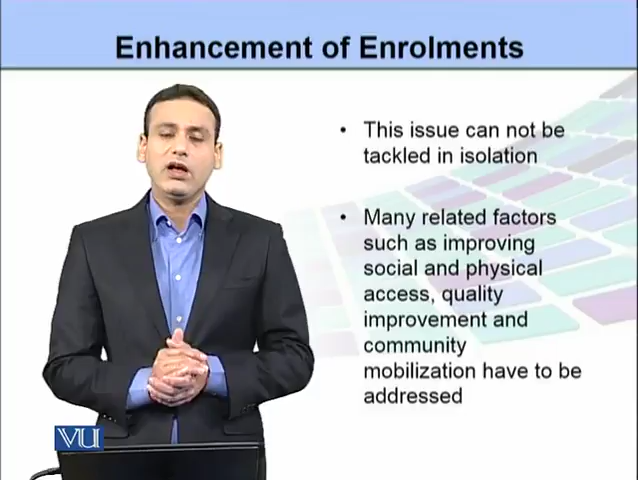 Enhancement of Enrolments
• This issue can not be
tackled in isolation
• Many related factors
such as improving
social and physical
access, quality
improvement and
community
mobilization have to be
addressed
VU